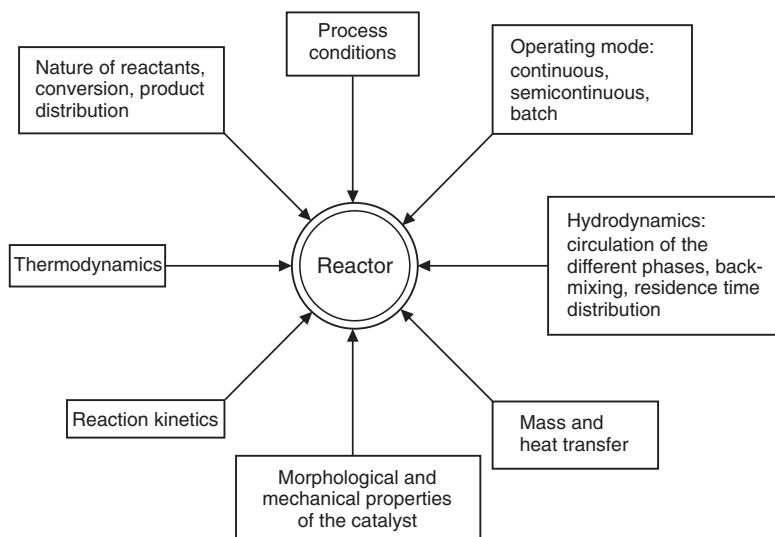 Process
conditions
Nature of reactants,
conversion, product
distribution
Operating mode:
continuous,
semicontinuous,
batch
Thermodynamics
Reactor
Hydrodynamics:
circulation of the
different phases, back-
mixing, residence time
distribution
Reaction kinetics
Mass and
heat transfer
Morphological and
mechanical properties
of the catalyst